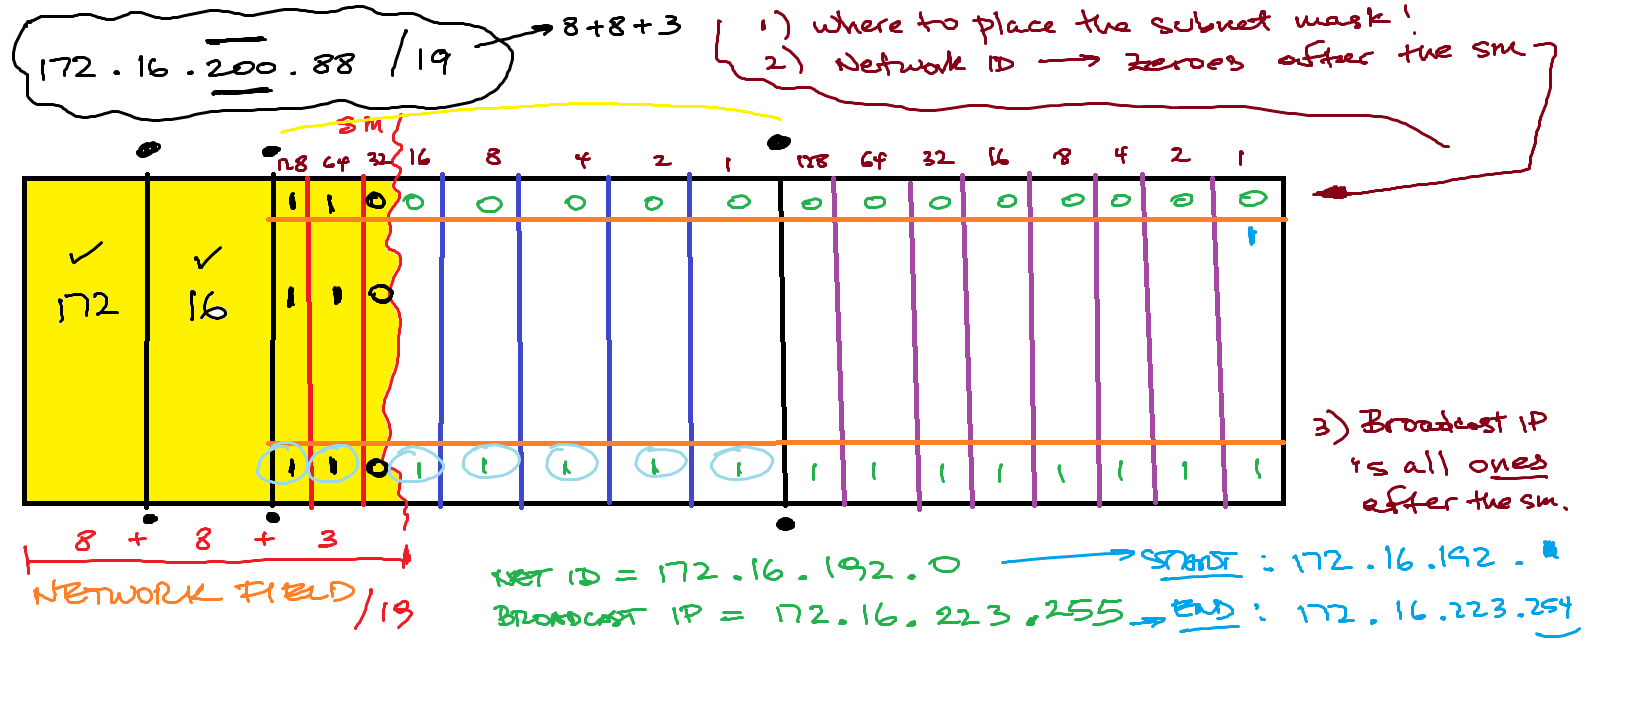 172 . 16 . 200 . 88 /19 → 8+8+3
1) where to place the subnet mask!
2) Network ID → zeroes after the sm
sm
128 64 32 16 8 4 2 1 128 64 32 16 8 4 2 1
1 1 0 0 0 0 0 0 0 0 0 0 0 0 0 0
1
✓ ✓
172 16 1 1 0
1 1 0 1 1 1 1 1 1 1 1 1 1 1 1 1
3) Broadcast IP
is all ones
after the sm.
8 + 8 + 3
NETWORK FIELD /19
NET ID = 172.16.192.0 → START : 172.16.192.
BROADCAST IP = 172.16.223.255 → END : 172.16.223.254